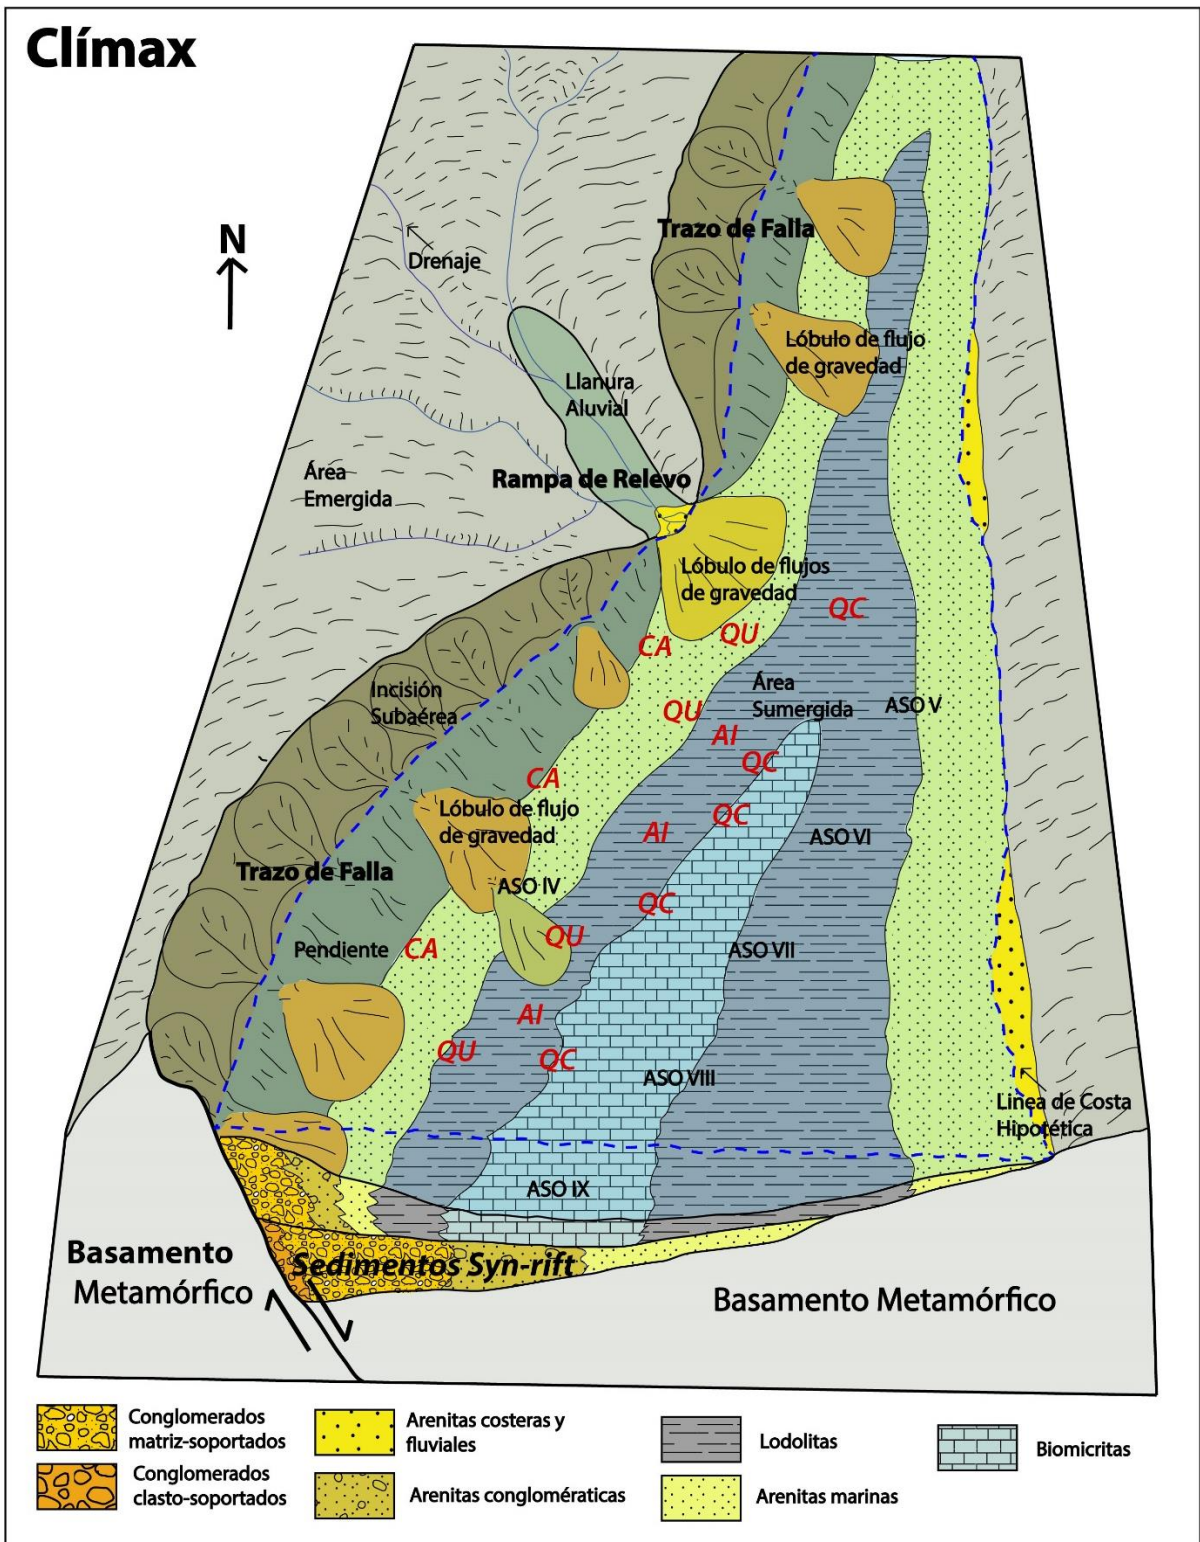 Clímax
N
Trazo de Falla
Drenaje
Lóbulo de flujo
de gravedad
Llanura
Aluvial
Área
Emergida
Rampa de Relevo
Lóbulo de flujos
de gravedad
QC
CA
QU
Incisión
Subaérea
Área
Sumergida
QU
ASO V
AI
QC
CA
Lóbulo de flujo
de gravedad
QC
AI
ASO VI
Trazo de Falla
ASO IV
QC
Pendiente
CA
QU
ASO VII
AI
QU
QC
ASO VIII
Linea de Costa
Hipotética
ASO IX
Basamento
Metamórfico
Sedimentos Syn-rift
Basamento Metamórfico
Conglomerados
matriz-soportados
Arenitas costeras y
fluviales
Lodolitas
Biomicritas
Conglomerados
clasto-soportados
Arenitas conglomératicas
Arenitas marinas